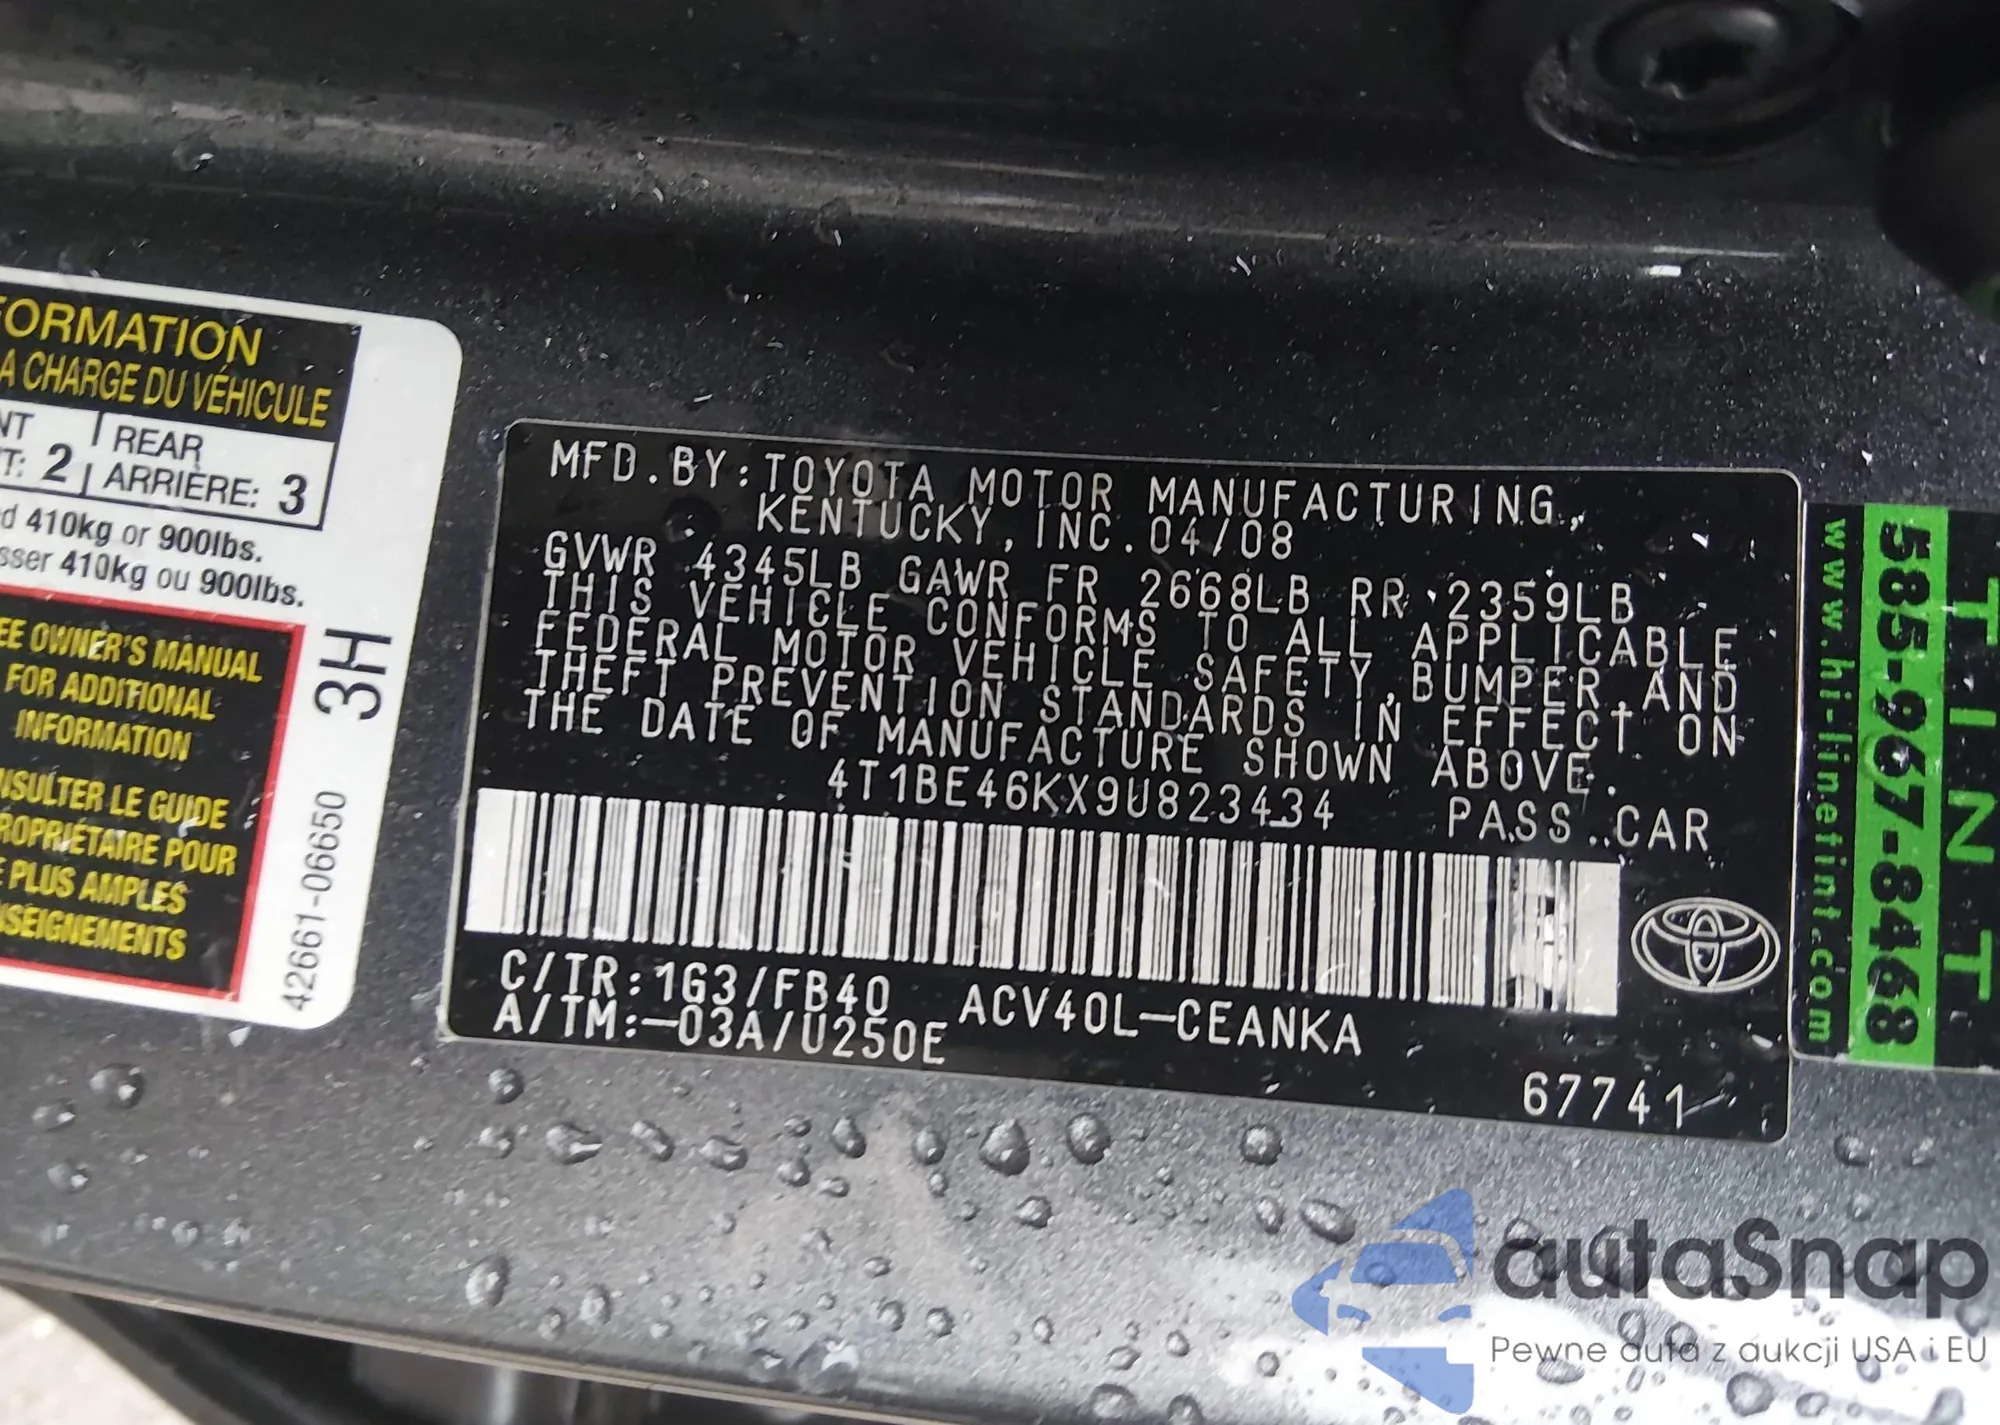 FORMATION
A CHARGE DU VÉHICULE
NT REAR
T: 2 ARRIÈRE: 3
d 410kg or 900lbs.
sser 410kg ou 900lbs.
EE OWNER'S MANUAL
FOR ADDITIONAL
INFORMATION
NSULTER LE GUIDE
ROPRIÉTAIRE POUR
E PLUS AMPLES
NSEIGNEMENTS
3H
42661-06650
MFD.BY:TOYOTA MOTOR MANUFACTURING,
KENTUCKY,INC.04/08
GVWR 4345LB GAWR FR 2668LB RR 2359LB
THIS VEHICLE CONFORMS TO ALL APPLICABLE
FEDERAL MOTOR VEHICLE SAFETY,BUMPER,AND
THEFT PREVENTION STANDARDS IN EFFECT ON
THE DATE OF MANUFACTURE SHOWN ABOVE.
4T1BE46KX9U823434 PASS.CAR
C/TR:1G3/FB40 ACV40L-CEANKA
A/TM:-03A/U250E
67741
TINT
585-967-8468
www.hi-linetint.com
autaSnap
Pewne auta z aukcji USA i EU